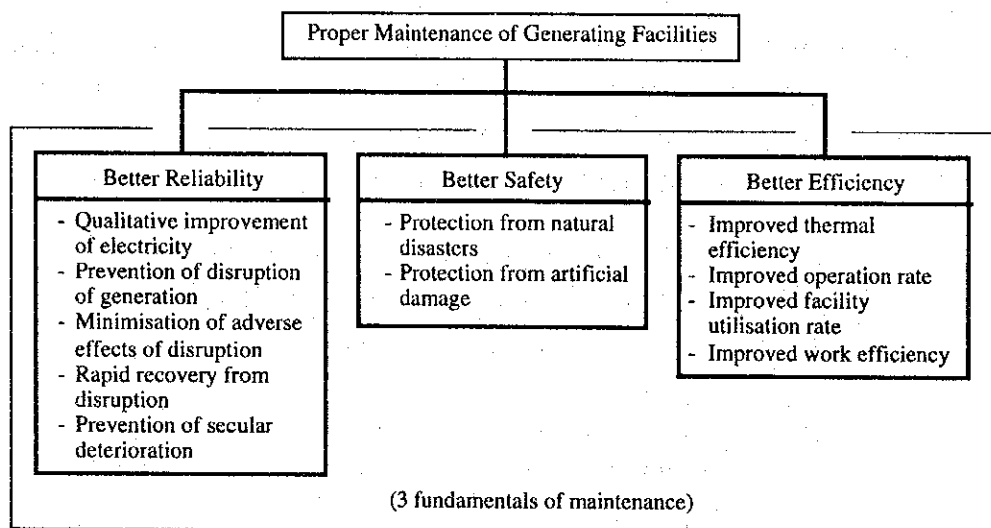 Proper Maintenance of Generating Facilities
Better Reliability
- Qualitative improvement
of electricity
- Prevention of disruption
of generation
- Minimisation of adverse
effects of disruption
- Rapid recovery from
disruption
- Prevention of secular
deterioration
Better Safety
- Protection from natural
disasters
- Protection from artificial
damage
Better Efficiency
- Improved thermal
efficiency
- Improved operation rate
- Improved facility
utilisation rate
- Improved work efficiency
(3 fundamentals of maintenance)